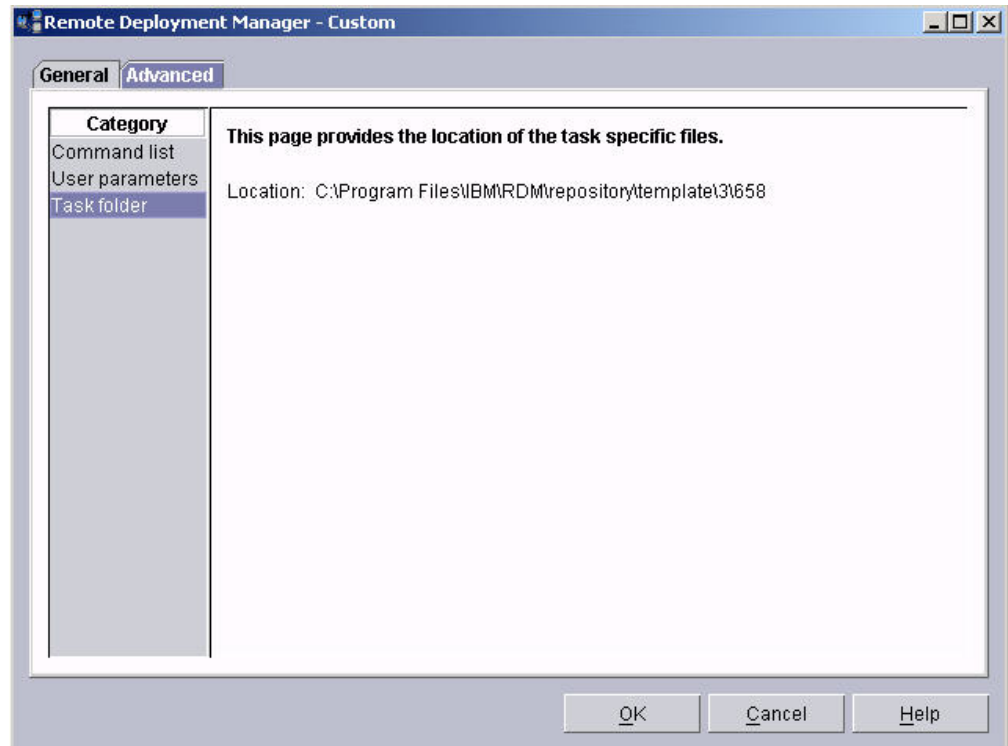 Remote Deployment Manager - Custom
General Advanced
Category
Command list
User parameters
Task folder
This page provides the location of the task specific files.
Location: C:\Program Files\IBM\RDM\repository\template\3\658
OK Cancel Help